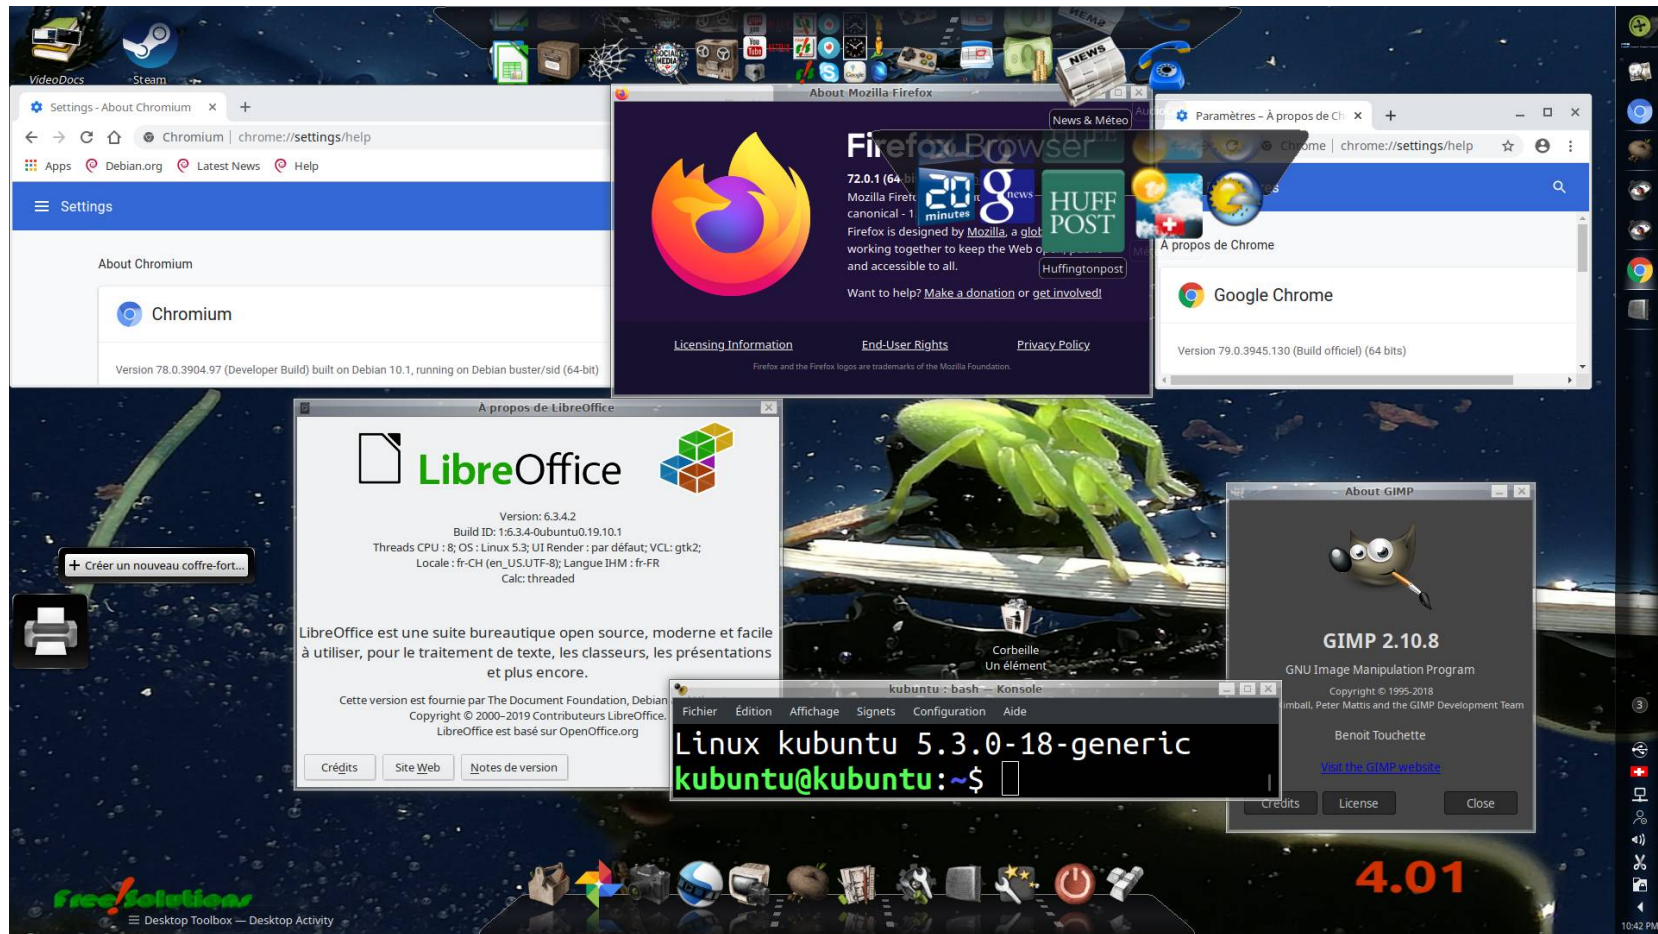 VideoDocs
Steam
NEWS
News & Météo
Settings - About Chromium
Chromium | chrome://settings/help
Apps
Debian.org
Latest News
Help
Settings
About Chromium
Chromium
Version 78.0.3904.97 (Developer Build) built on Debian 10.1, running on Debian buster/sid (64-bit)
About Mozilla Firefox
Firefox Browser
72.0.1 (64-bi
Mozilla Firef
canonical - 1.
Firefox is designed by Mozilla, a glob
working together to keep the Web
and accessible to all.
Want to help? Make a donation or get involved!
Licensing Information
End-User Rights
Privacy Policy
Firefox and the Firefox logos are trademarks of the Mozilla Foundation.
20 minutes
g news
HUFF
POST
Huffingtonpost
Paramètres – À propos de Ch
Chrome | chrome://settings/help
À propos de Chrome
Google Chrome
Version 79.0.3945.130 (Build officiel) (64 bits)
À propos de LibreOffice
LibreOffice
Version: 6.3.4.2
Build ID: 1:6.3.4-0ubuntu0.19.10.1
Threads CPU : 8; OS : Linux 5.3; UI Render : par défaut; VCL: gtk2;
Locale : fr-CH (en_US.UTF-8); Langue IHM : fr-FR
Calc: threaded
LibreOffice est une suite bureautique open source, moderne et facile
à utiliser, pour le traitement de texte, les classeurs, les présentations
et plus encore.
Cette version est fournie par The Document Foundation, Debian
Copyright © 2000–2019 Contributeurs LibreOffice.
LibreOffice est basé sur OpenOffice.org
Crédits
Site Web
Notes de version
Créer un nouveau coffre-fort...
Corbeille
Un élément
kubuntu : bash — Konsole
Fichier
Édition
Affichage
Signets
Configuration
Aide
Linux kubuntu 5.3.0-18-generic
kubuntu@kubuntu:~$
About GIMP
GIMP 2.10.8
GNU Image Manipulation Program
Copyright © 1995-2018
imball, Peter Mattis and the GIMP Development Team
Benoit Touchette
Visit the GIMP website
Credits
License
Close
4.01
Free!Solutions
Desktop Toolbox — Desktop Activity
3
10:42 PM